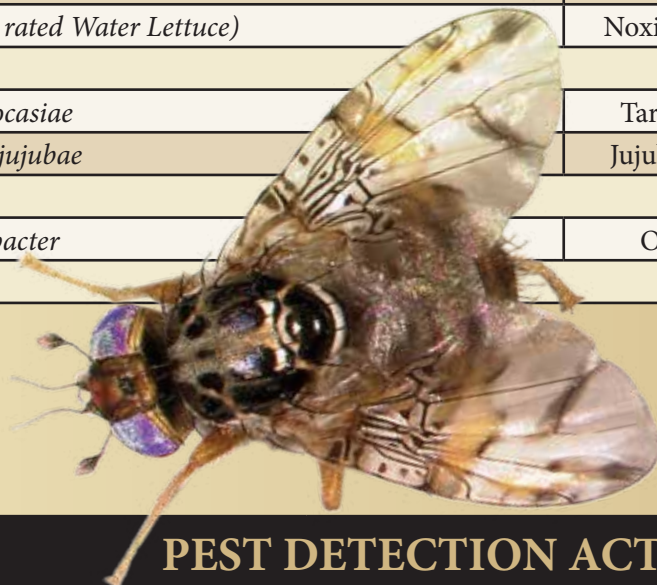 rated Water Lettuce)
Noxi
ocasiae
Tar
jujubae
Juju
bacter
O
PEST DETECTION ACT